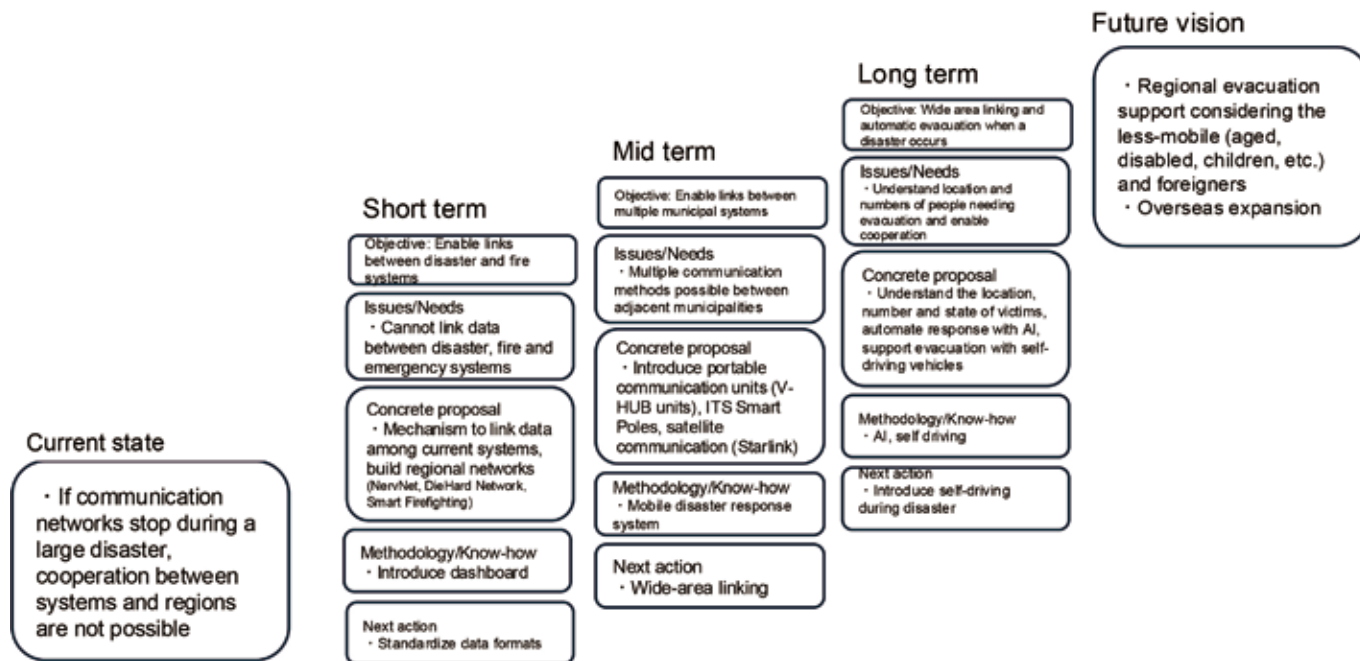 Current state
・If communication
networks stop during a
large disaster,
cooperation between
systems and regions
are not possible
Short term
Objective: Enable links
between disaster and fire
systems
Issues/Needs
・Cannot link data
between disaster, fire and
emergency systems
Concrete proposal
・Mechanism to link data
among current systems,
build regional networks
(NervNet, DieHard Network,
Smart Firefighting)
Methodology/Know-how
・Introduce dashboard
Next action
・Standardize data formats
Mid term
Objective: Enable links between
multiple municipal systems
Issues/Needs
・Multiple communication
methods possible between
adjacent municipalities
Concrete proposal
・Introduce portable
communication units (V-
HUB units), ITS Smart
Poles, satellite
communication (Starlink)
Methodology/Know-how
・Mobile disaster response
system
Next action
・Wide-area linking
Long term
Objective: Wide area linking and
automatic evacuation when a
disaster occurs
Issues/Needs
・Understand location and
numbers of people needing
evacuation and enable
cooperation
Concrete proposal
・Understand the location,
number and state of victims,
automate response with AI,
support evacuation with self-
driving vehicles
Methodology/Know-how
・AI, self driving
Next action
・Introduce self-driving
during disaster
Future vision
・Regional evacuation
support considering the
less-mobile (aged,
disabled, children, etc.)
and foreigners
・Overseas expansion